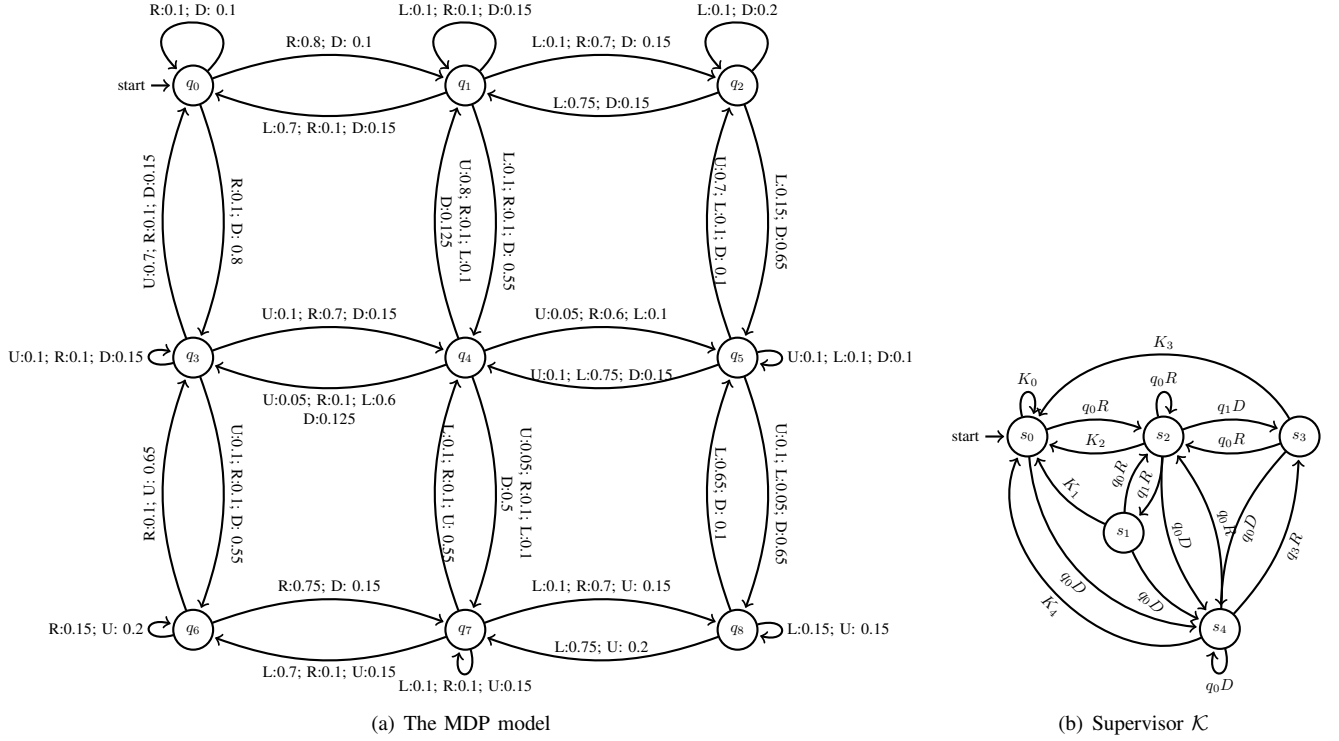 R:0.1; D: 0.1
L:0.1; R:0.1; D:0.15
L:0.1; D:0.2
R:0.8; D: 0.1
L:0.1; R:0.7; D: 0.15
start
q0
q1
q2
L:0.7; R:0.1; D:0.15
L:0.75; D:0.15
U:0.7; R:0.1; D:0.15
R:0.1; D: 0.8
U:0.8; R:0.1; L:0.1
D:0.125
L:0.1; R:0.1; D: 0.55
U:0.7; L:0.1; D: 0.1
L:0.15; D:0.65
U:0.1; R:0.7; D:0.15
U:0.05; R:0.6; L:0.1
U:0.1; R:0.1; D:0.15
q3
q4
q5
U:0.1; L:0.1; D:0.1
U:0.05; R:0.1; L:0.6
D:0.125
U:0.1; L:0.75; D:0.15
R:0.1; U: 0.65
U:0.1; R:0.1; D: 0.55
L:0.1; R:0.1; U: 0.55
U:0.05; R:0.1; L:0.1
D:0.5
L:0.65; D: 0.1
U:0.1; L:0.05; D:0.65
R:0.75; D: 0.15
L:0.1; R:0.7; U: 0.15
R:0.15; U: 0.2
q6
q7
q8
L:0.15; U: 0.15
L:0.7; R:0.1; U:0.15
L:0.75; U: 0.2
L:0.1; R:0.1; U:0.15
(a) The MDP model
K3
K0
q0R
q0R
q1D
start
s0
s2
s3
K2
q0R
K1
q0R
q1R
s1
q0D
q0R
q0D
q3R
q0D
q0D
K4
s4
q0D
(b) Supervisor 𝒦